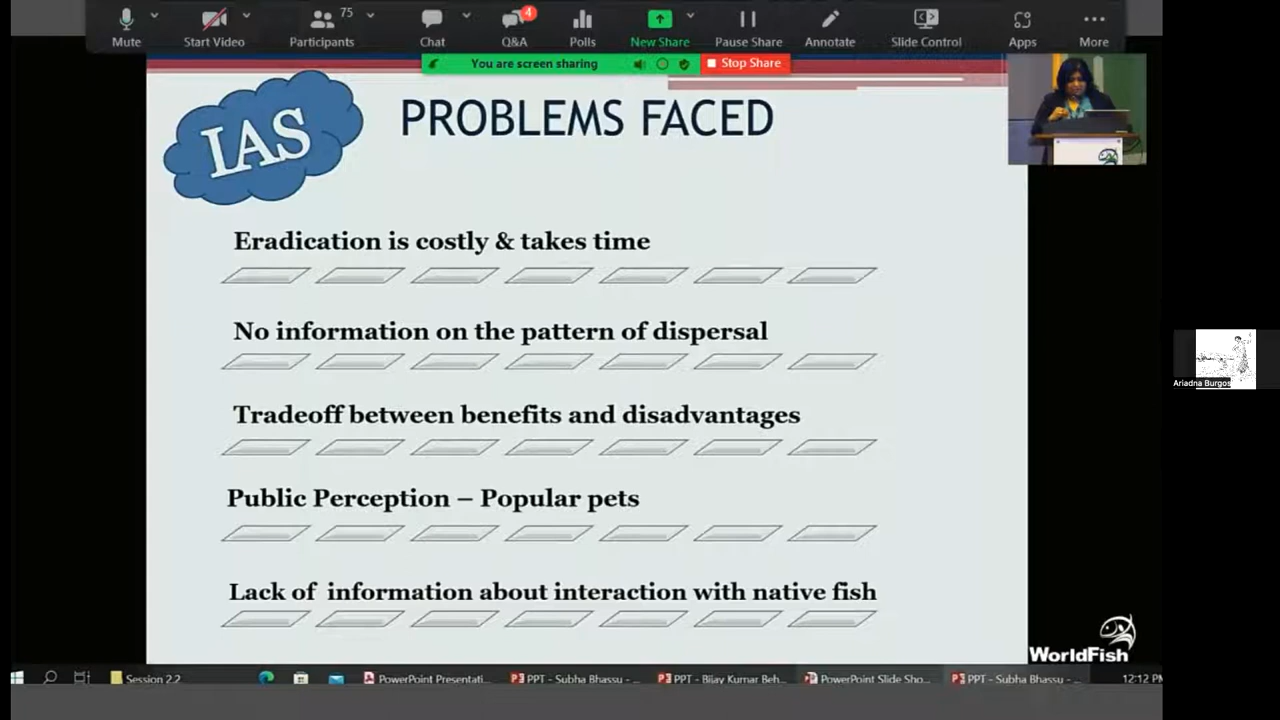 75
4
Mute
Start Video
Participants
Chat
Q&A
Polls
New Share
Pause Share
Annotate
Slide Control
Apps
More
You are screen sharing
Stop Share
IAS
PROBLEMS FACED
Eradication is costly & takes time
No information on the pattern of dispersal
Tradeoff between benefits and disadvantages
Ariadna Burgos
Public Perception – Popular pets
Lack of information about interaction with native fish
WorldFish
Session 2.2
PowerPoint Presentati...
PPT - Subha Bhassu - ...
PPT - Bijay Kumar Beh...
PowerPoint Slide Sho...
PPT - Subha Bhassu - ...
12:12 PM